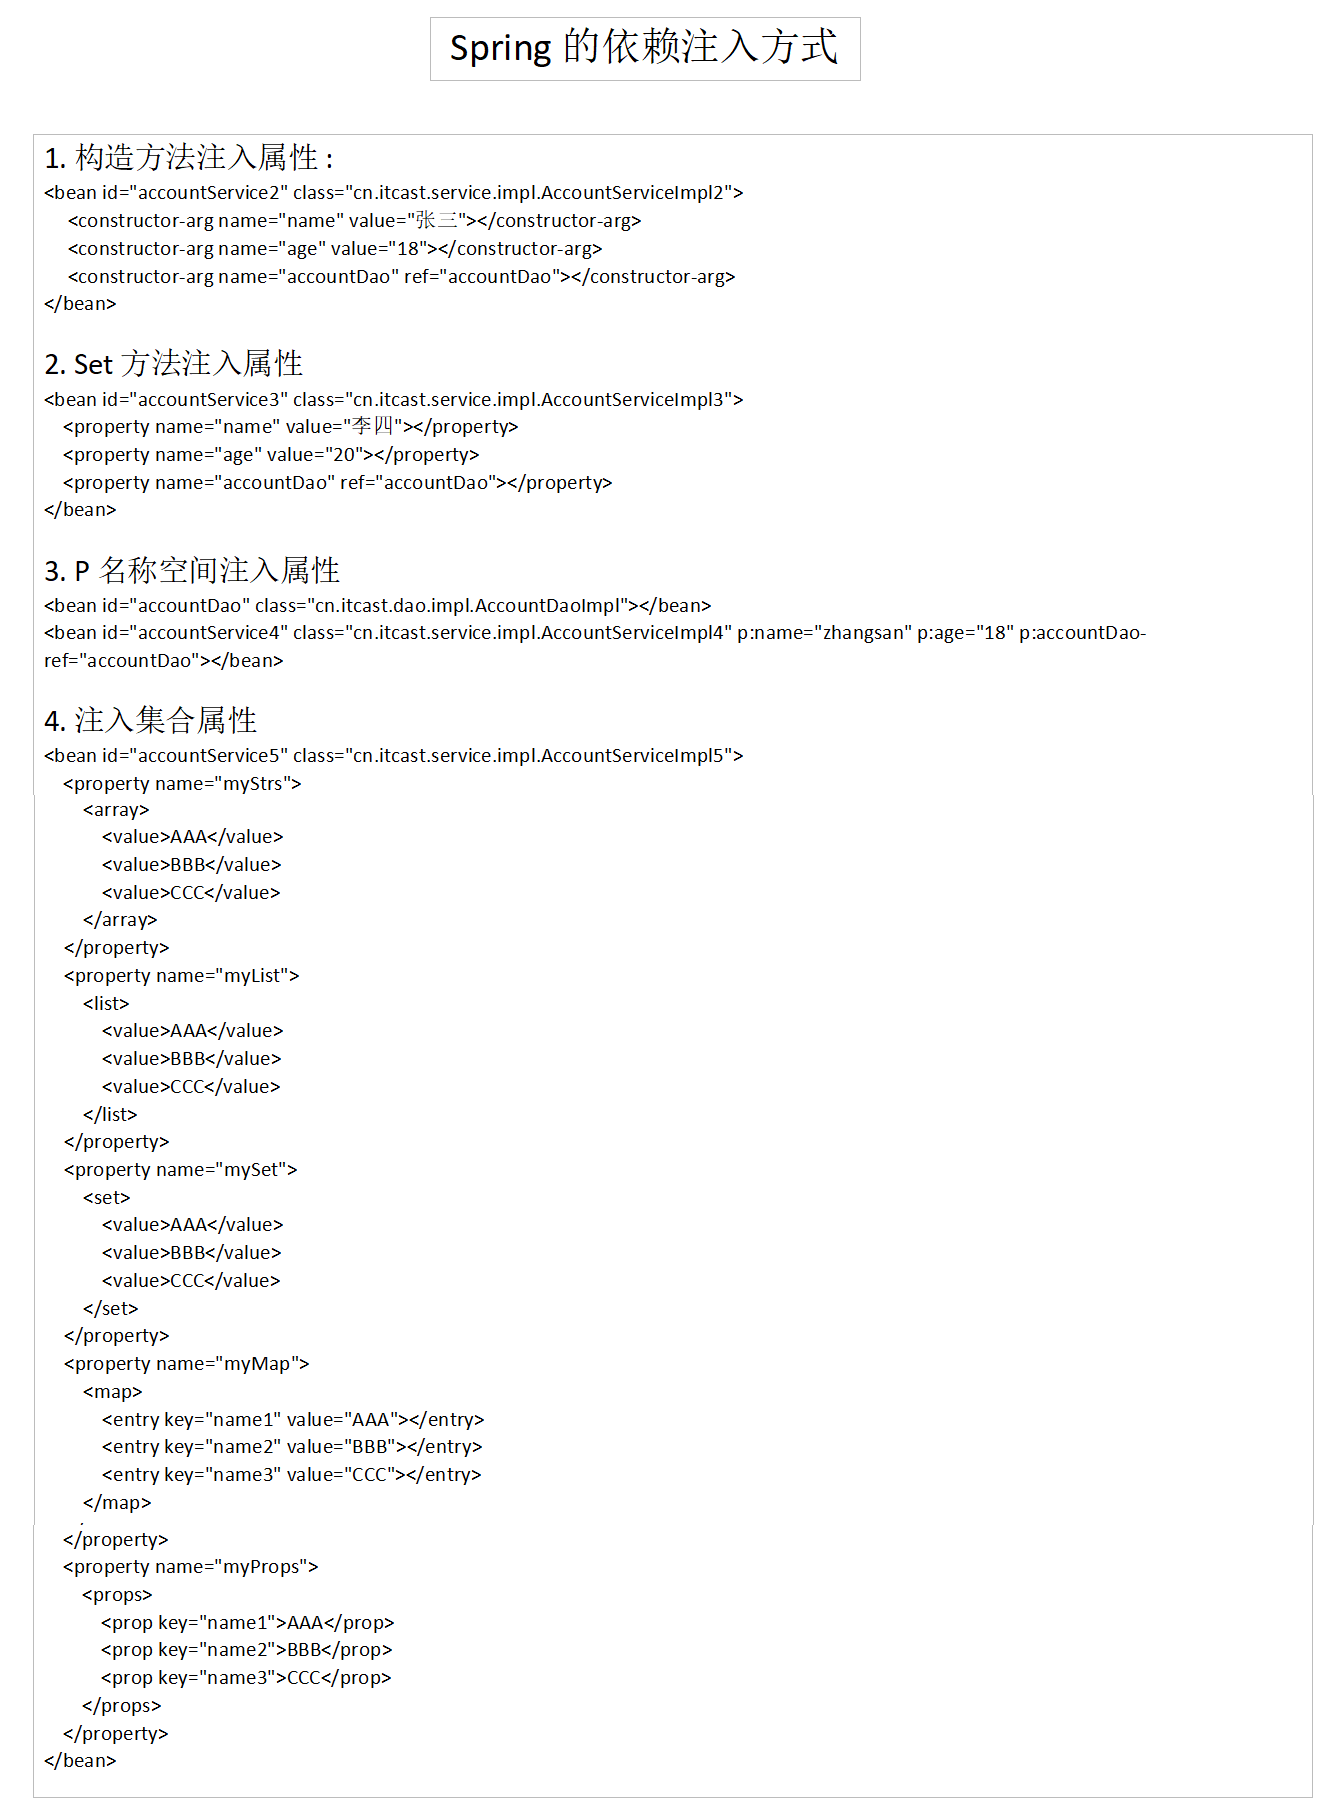 Spring 的依赖注入方式
1. 构造方法注入属性 :
<bean id="accountService2" class="cn.itcast.service.impl.AccountServiceImpl2">
<constructor-arg name="name" value="张三"></constructor-arg>
<constructor-arg name="age" value="18"></constructor-arg>
<constructor-arg name="accountDao" ref="accountDao"></constructor-arg>
</bean>
2. Set 方法注入属性
<bean id="accountService3" class="cn.itcast.service.impl.AccountServiceImpl3">
<property name="name" value="李四"></property>
<property name="age" value="20"></property>
<property name="accountDao" ref="accountDao"></property>
</bean>
3. P 名称空间注入属性
<bean id="accountDao" class="cn.itcast.dao.impl.AccountDaoImpl"></bean>
<bean id="accountService4" class="cn.itcast.service.impl.AccountServiceImpl4" p:name="zhangsan" p:age="18" p:accountDao-
ref="accountDao"></bean>
4. 注入集合属性
<bean id="accountService5" class="cn.itcast.service.impl.AccountServiceImpl5">
<property name="myStrs">
<array>
<value>AAA</value>
<value>BBB</value>
<value>CCC</value>
</array>
</property>
<property name="myList">
<list>
<value>AAA</value>
<value>BBB</value>
<value>CCC</value>
</list>
</property>
<property name="mySet">
<set>
<value>AAA</value>
<value>BBB</value>
<value>CCC</value>
</set>
</property>
<property name="myMap">
<map>
<entry key="name1" value="AAA"></entry>
<entry key="name2" value="BBB"></entry>
<entry key="name3" value="CCC"></entry>
</map>
</property>
<property name="myProps">
<props>
<prop key="name1">AAA</prop>
<prop key="name2">BBB</prop>
<prop key="name3">CCC</prop>
</props>
</property>
</bean>